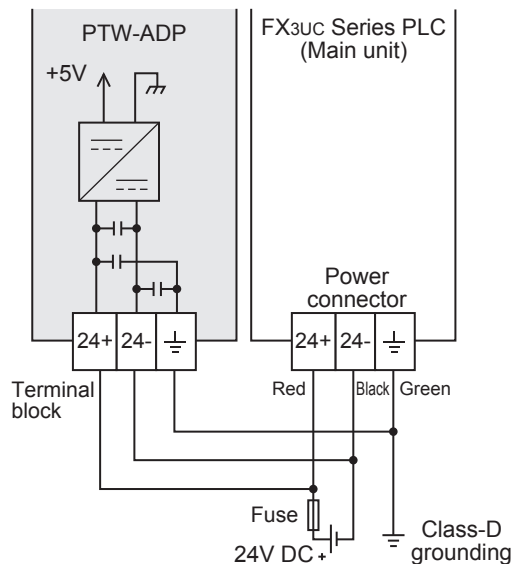 PTW-ADP
FX3UC Series PLC
(Main unit)
+5V
Power
connector
24+ 24-
24+ 24-
Terminal
block
Red Black Green
Fuse
24V DC +
Class-D
grounding